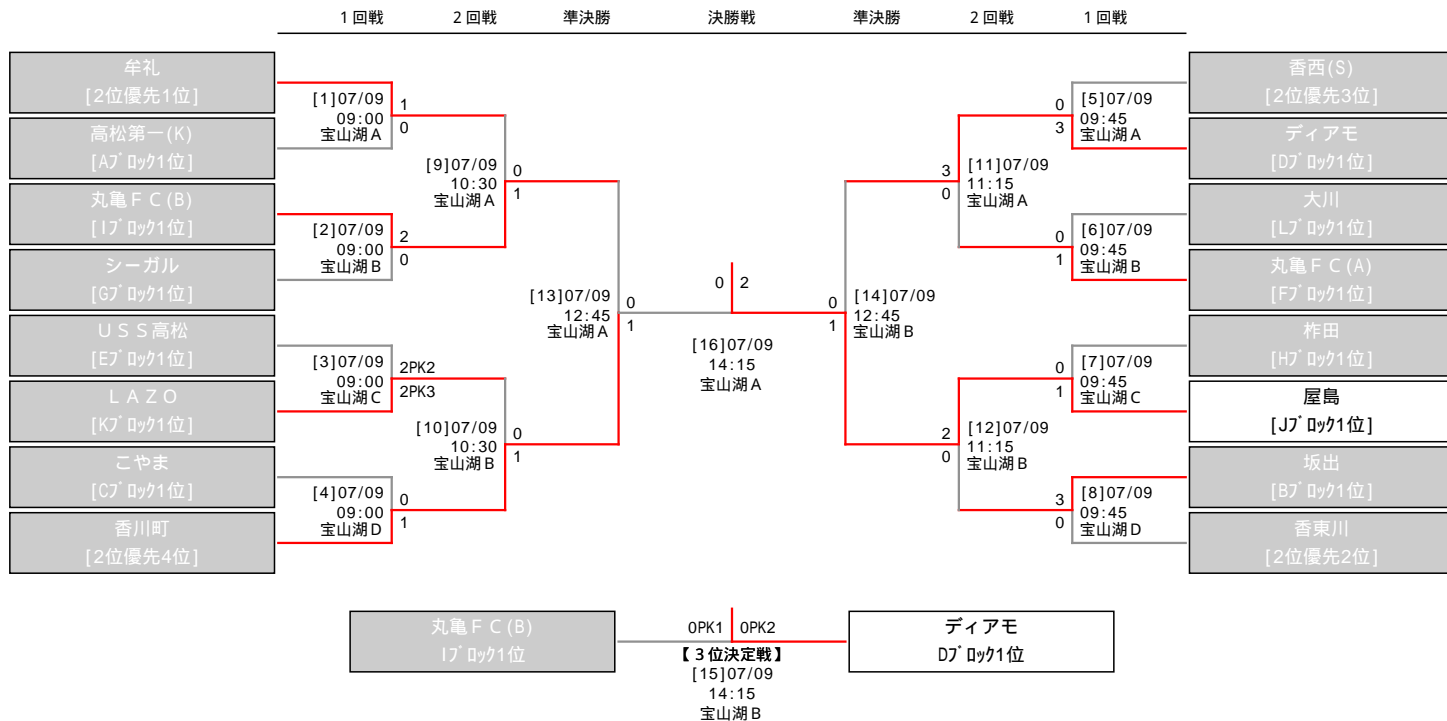 1回戦 2回戦 準決勝 決勝戦 準決勝 2回戦 1回戦
牟礼
[2位優先1位]
高松第一(K)
[Aブロック1位]
丸亀FC(B)
[Iブロック1位]
シーガル
[Gブロック1位]
USS高松
[Eブロック1位]
LAZO
[Kブロック1位]
こやま
[Cブロック1位]
香川町
[2位優先4位]
[1]07/09
09:00
宝山湖A
1
0
[2]07/09
09:00
宝山湖B
2
0
[3]07/09
09:00
宝山湖C
2PK2
2PK3
[4]07/09
09:00
宝山湖D
0
1
[9]07/09
10:30
宝山湖A
0
1
[10]07/09
10:30
宝山湖B
0
1
[13]07/09
12:45
宝山湖A
0
1
0 2
[16]07/09
14:15
宝山湖A
0
1
[14]07/09
12:45
宝山湖B
3
0
[11]07/09
11:15
宝山湖A
2
0
[12]07/09
11:15
宝山湖B
0
3
[5]07/09
09:45
宝山湖A
0
1
[6]07/09
09:45
宝山湖B
0
1
[7]07/09
09:45
宝山湖C
3
0
[8]07/09
09:45
宝山湖D
香西(S)
[2位優先3位]
ディアモ
[Dブロック1位]
大川
[Lブロック1位]
丸亀FC(A)
[Fブロック1位]
柞田
[Hブロック1位]
屋島
[Jブロック1位]
坂出
[Bブロック1位]
香東川
[2位優先2位]
丸亀FC(B)
Iブロック1位
0PK1 0PK2
【3位決定戦】
[15]07/09
14:15
宝山湖B
ディアモ
Dブロック1位